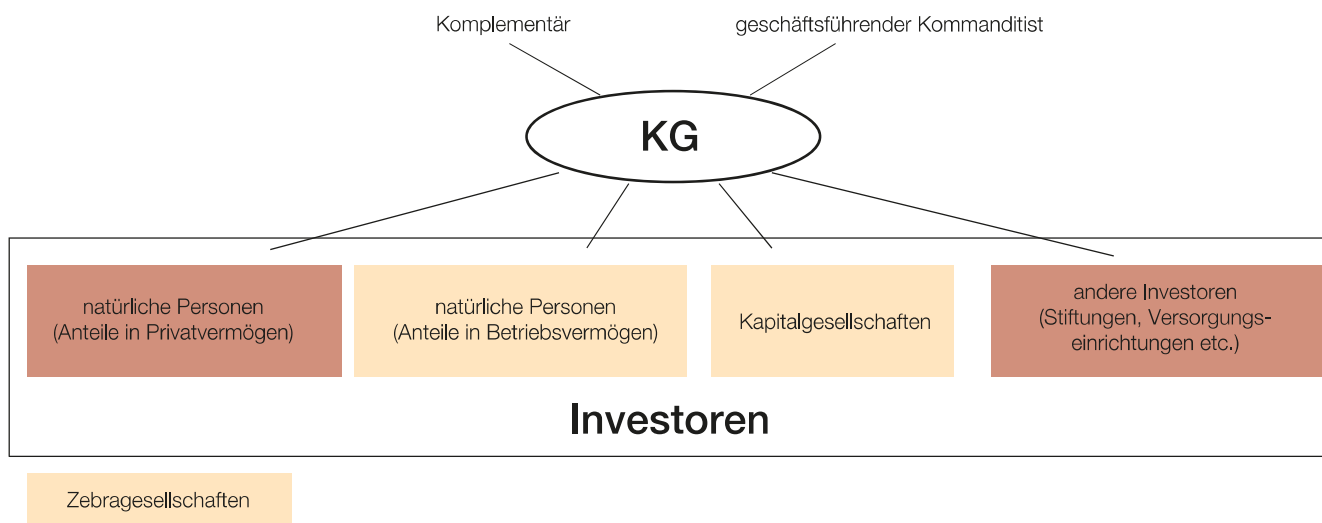 Komplementär
geschäftsführender Kommanditist
KG
natürliche Personen
(Anteile in Privatvermögen)
natürliche Personen
(Anteile in Betriebsvermögen)
Kapitalgesellschaften
andere Investoren
(Stiftungen, Versorgungs-
einrichtungen etc.)
Investoren
Zebragesellschaften